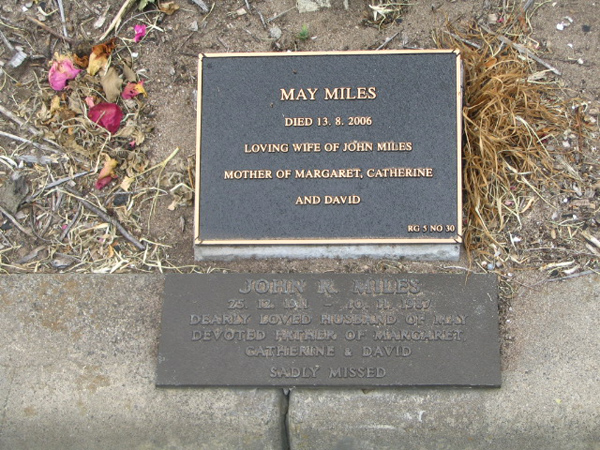 MAY MILES
DIED 13. 8. 2006
LOVING WIFE OF JOHN MILES
MOTHER OF MARGARET, CATHERINE
AND DAVID
RG 5 NO 30
JOHN R. MILES
DEARLY LOVED HUSBAND OF MAY
DEVOTED FATHER OF MARGARET
CATHERINE & DAVID
SADLY MISSED